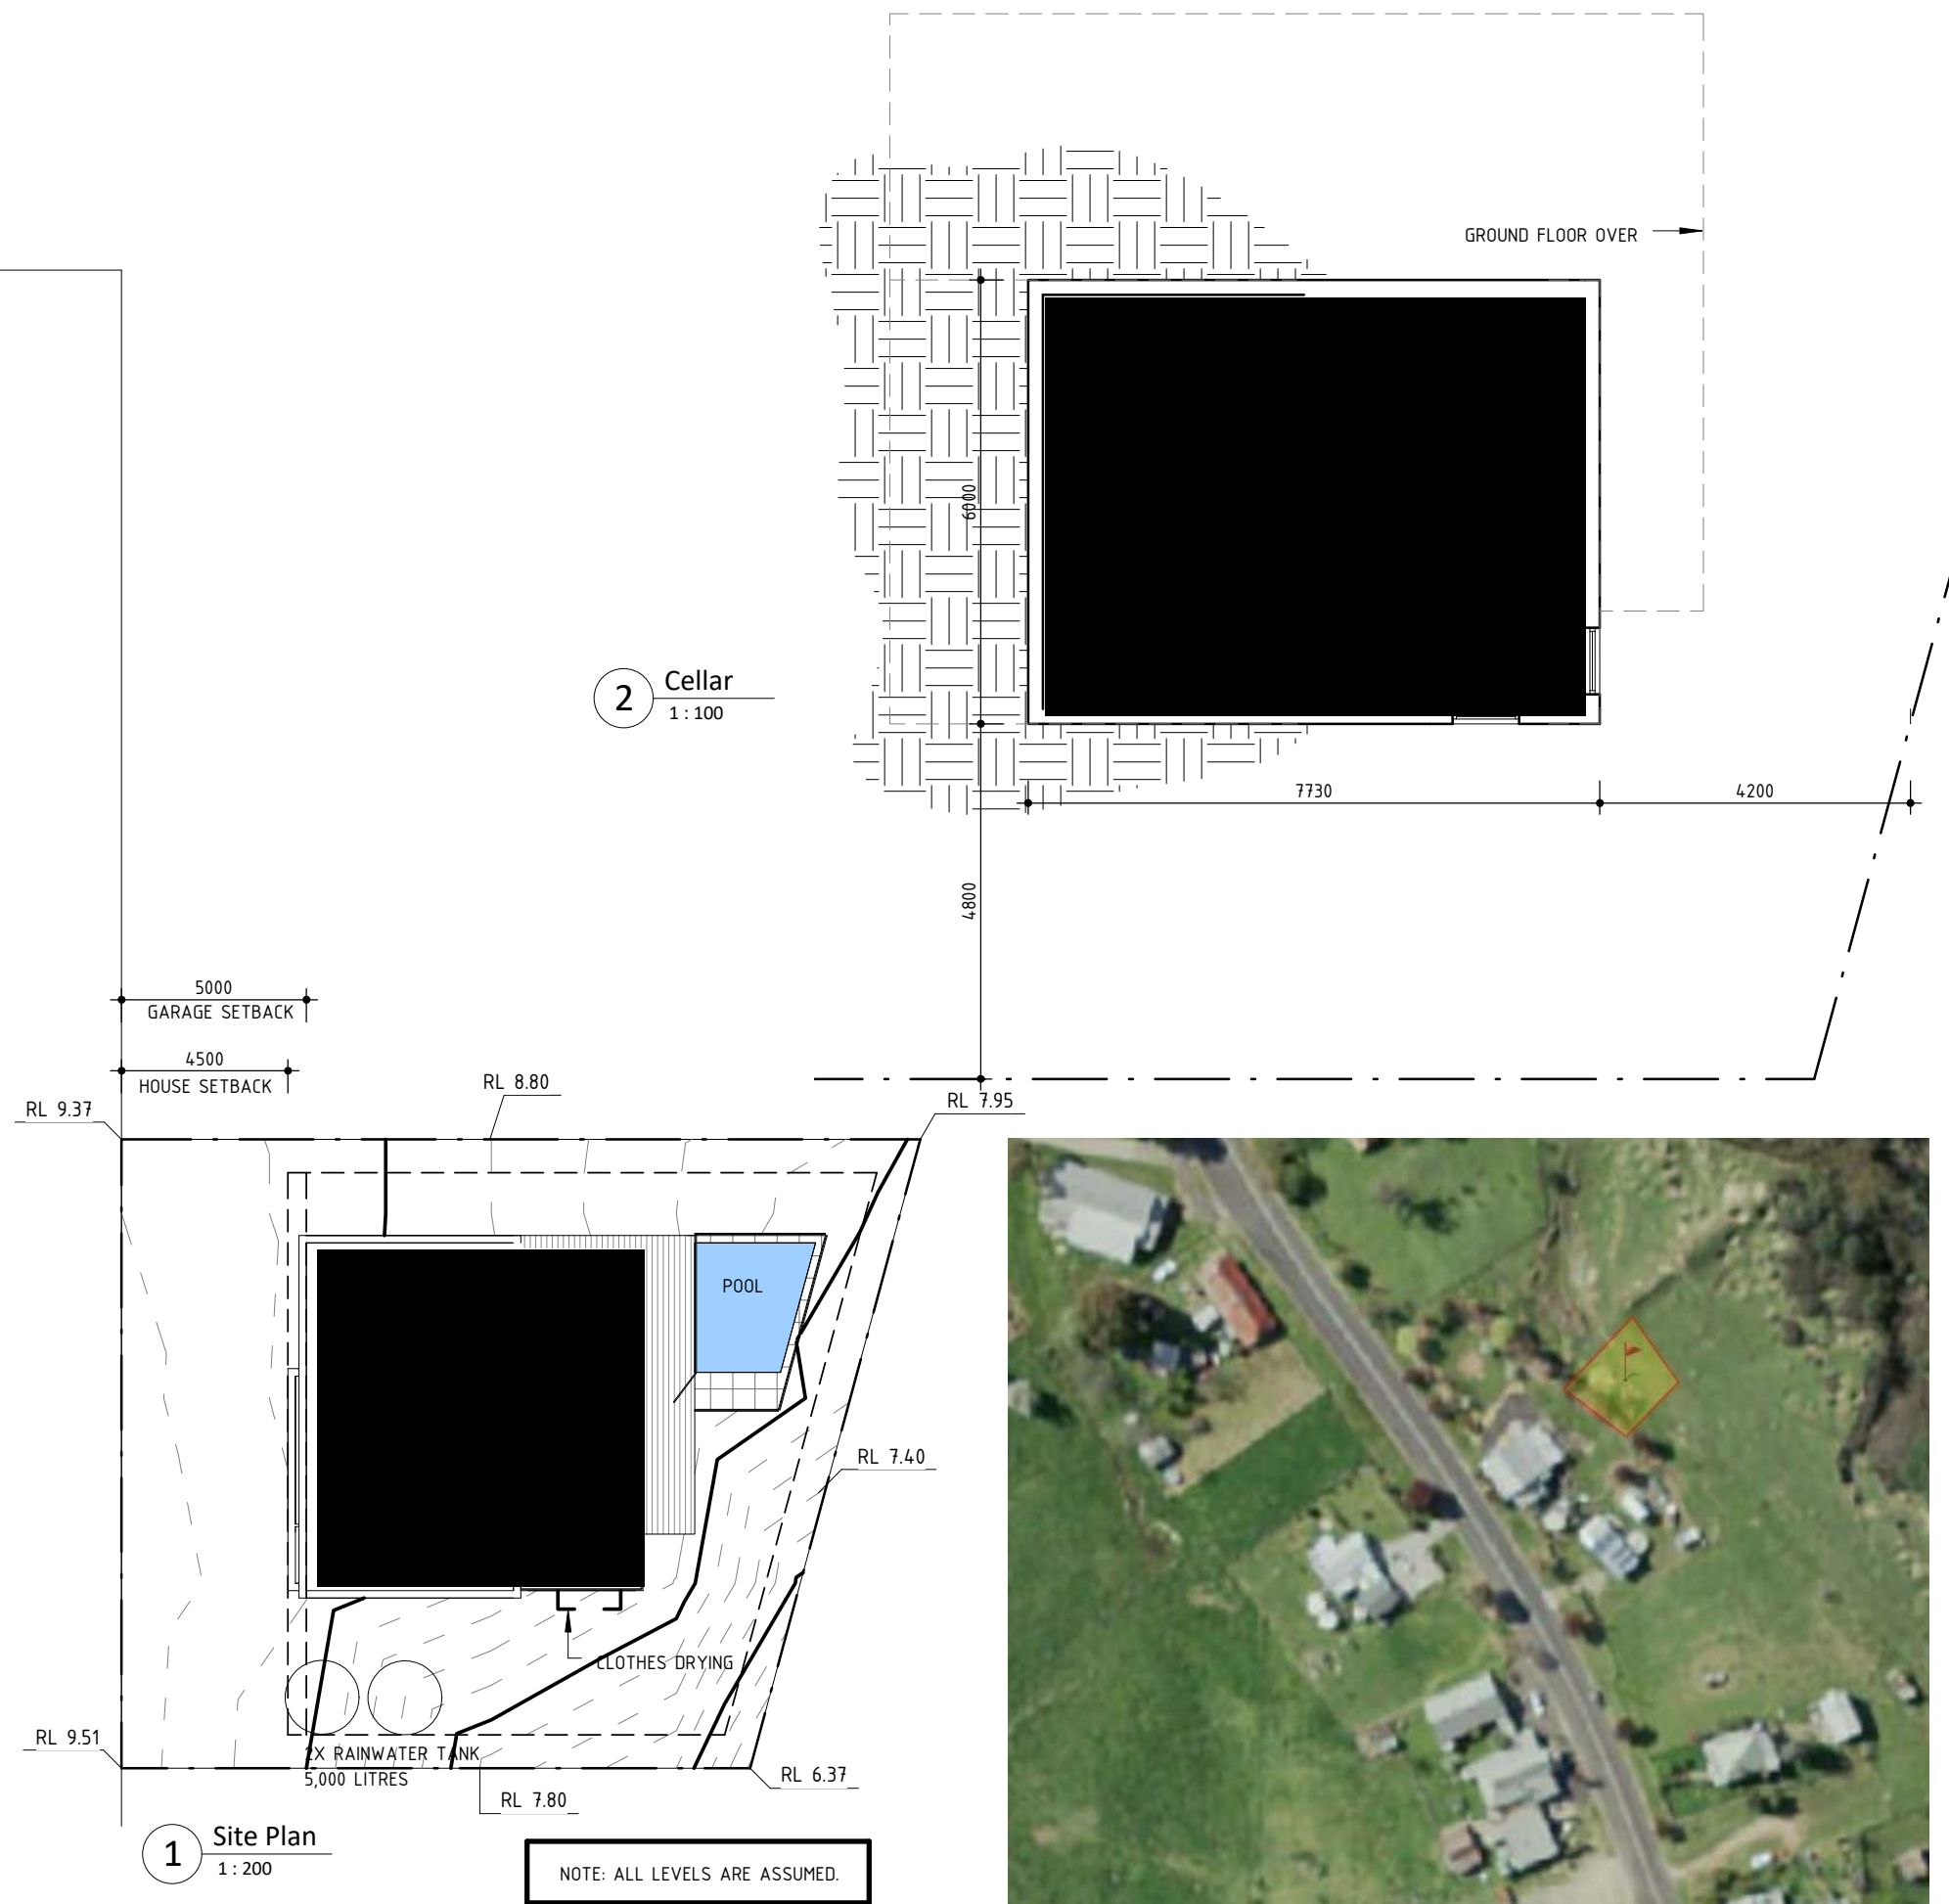 GROUND FLOOR OVER
6000
2
Cellar
1 : 100
7730
4200
4800
5000
GARAGE SETBACK
4500
HOUSE SETBACK
RL 8.80
RL 9.37
RL 7.95
POOL
RL 7.40
CLOTHES DRYING
RL 9.51
2X RAINWATER TANK
5,000 LITRES
RL 6.37
RL 7.80
1
Site Plan
1 : 200
NOTE: ALL LEVELS ARE ASSUMED.